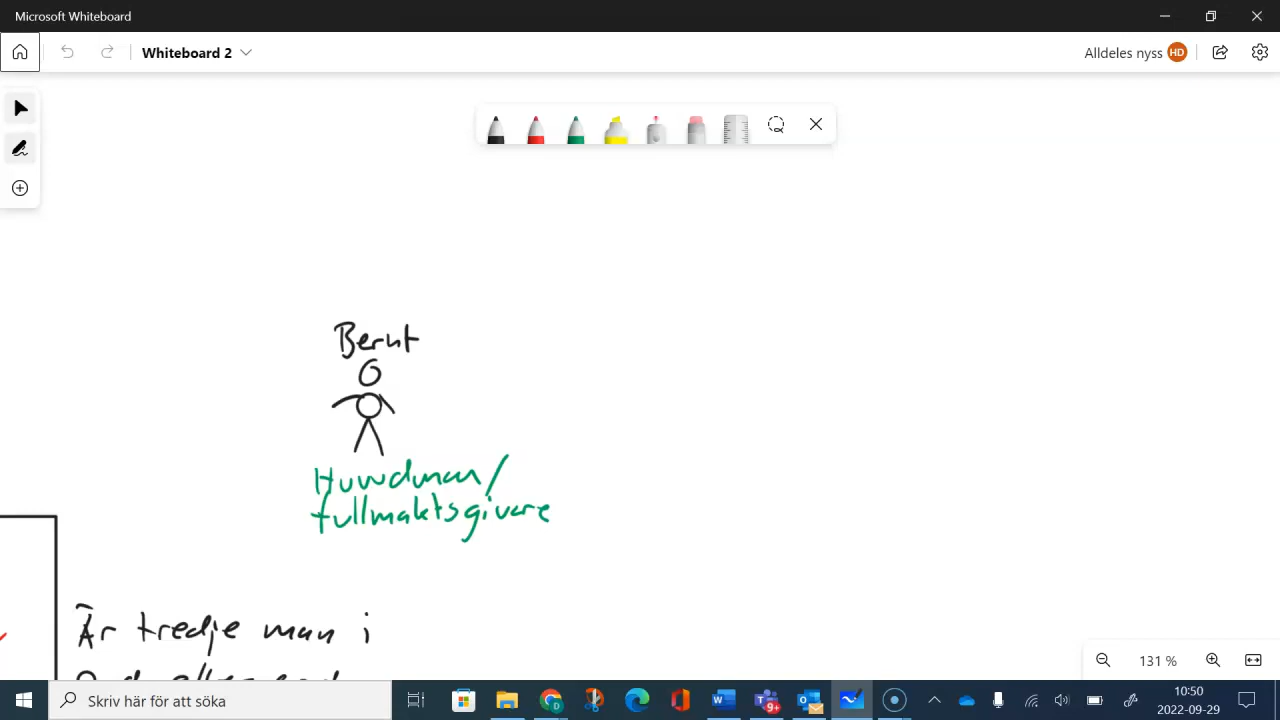 Microsoft Whiteboard
Whiteboard 2
Alldeles nyss HD
Bernt
Huvudman/
fullmaktsgivare
Är tredje man i
131 %
Skriv här för att söka
W
9+
10:50
2022-09-29